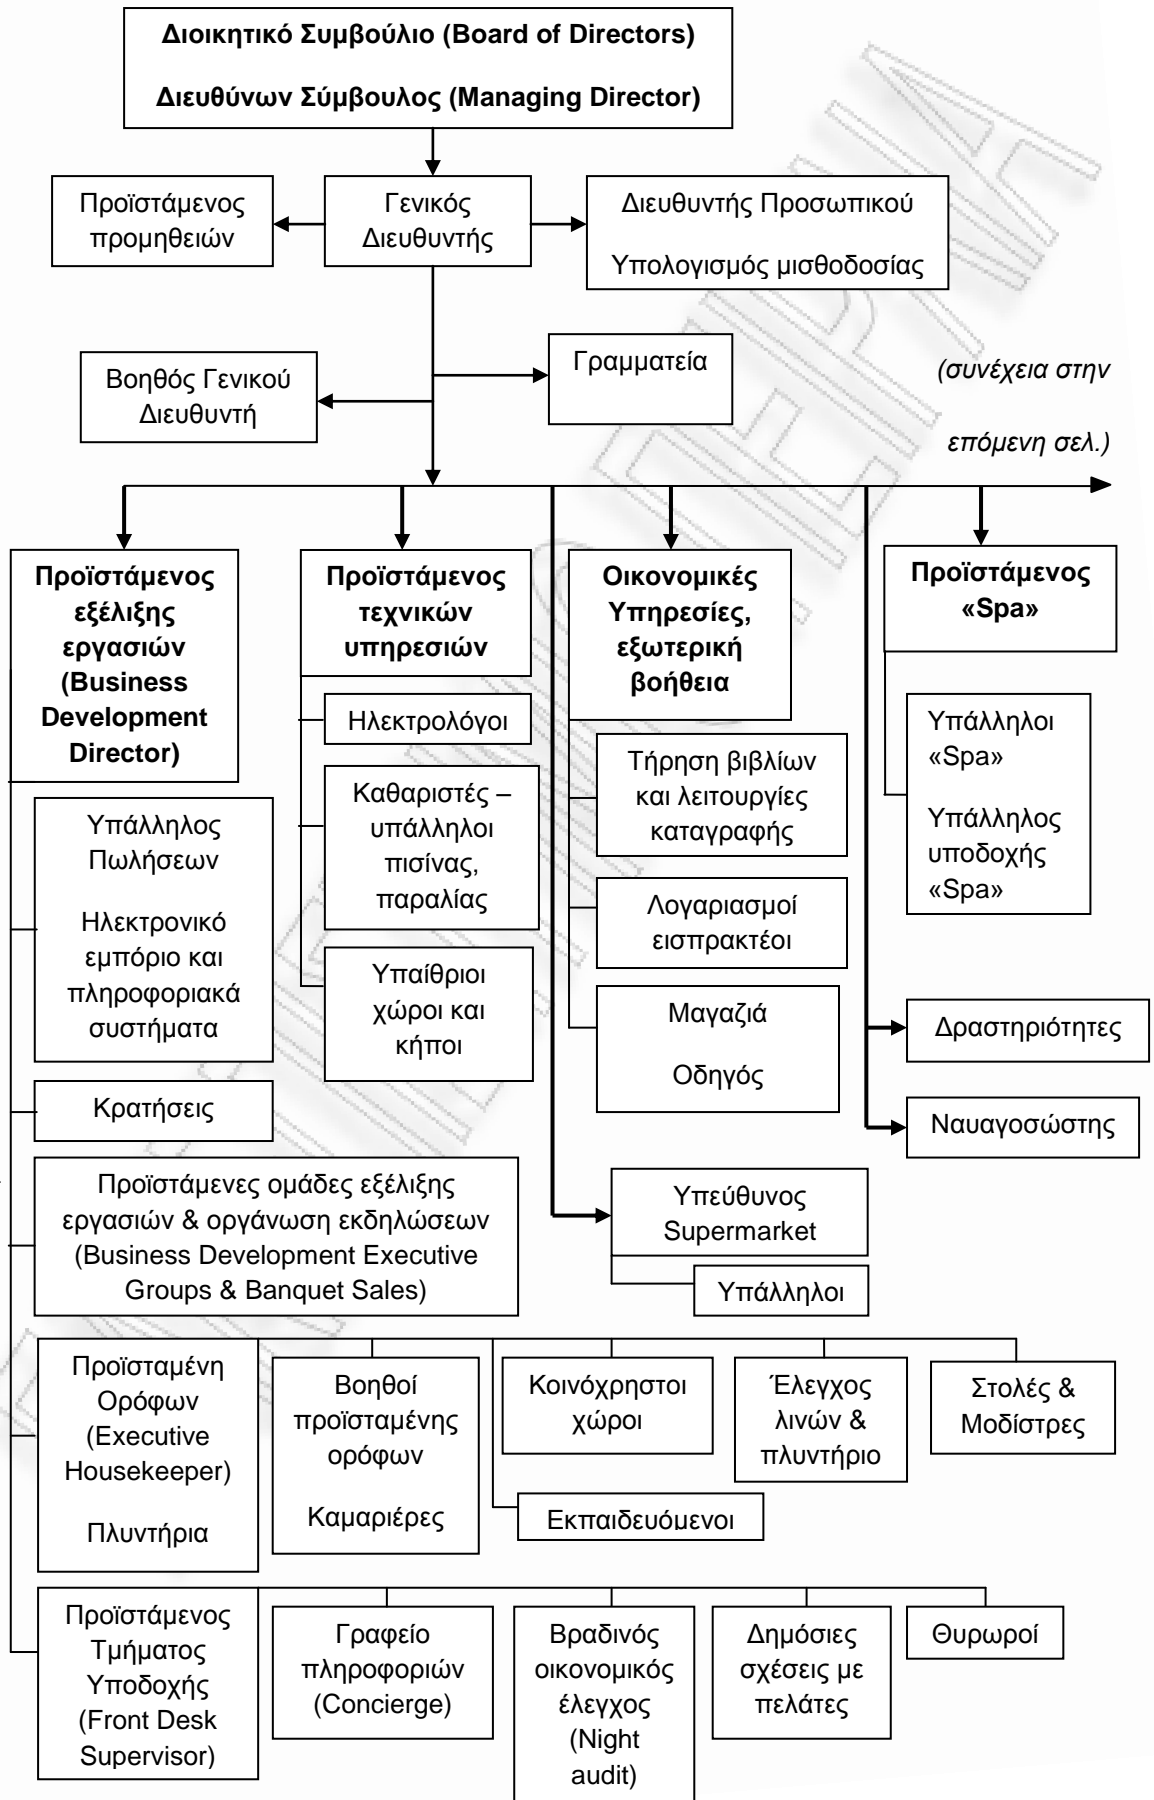 Διοικητικό Συμβούλιο (Board of Directors)
Διευθύνων Σύμβουλος (Managing Director)
Προϊστάμενος
προμηθειών
Γενικός
Διευθυντής
Διευθυντής Προσωπικού
Υπολογισμός μισθοδοσίας
Βοηθός Γενικού
Διευθυντή
Γραμματεία
(συνέχεια στην
επόμενη σελ.)
Προϊστάμενος
εξέλιξης
εργασιών
(Business
Development
Director)
Προϊστάμενος
τεχνικών
υπηρεσιών
Οικονομικές
Υπηρεσίες,
εξωτερική
βοήθεια
Προϊστάμενος
«Spa»
Υπάλληλος
Πωλήσεων
Ηλεκτρονικό
εμπόριο και
πληροφοριακά
συστήματα
Κρατήσεις
Προϊστάμενες ομάδες εξέλιξης
εργασιών & οργάνωση εκδηλώσεων
(Business Development Executive
Groups & Banquet Sales)
Ηλεκτρολόγοι
Καθαριστές –
υπάλληλοι
πισίνας,
παραλίας
Υπαίθριοι
χώροι και
κήποι
Τήρηση βιβλίων
και λειτουργίες
καταγραφής
Λογαριασμοί
εισπρακτέοι
Μαγαζιά
Οδηγός
Υπάλληλοι
«Spa»
Υπάλληλος
υποδοχής
«Spa»
Δραστηριότητες
Ναυαγοσώστης
Υπεύθυνος
Supermarket
Υπάλληλοι
Προϊσταμένη
Ορόφων
(Executive
Housekeeper)
Πλυντήρια
Βοηθοί
προϊσταμένης
ορόφων
Καμαριέρες
Κοινόχρηστοι
χώροι
Έλεγχος
λινών &
πλυντήριο
Στολές &
Μοδίστρες
Εκπαιδευόμενοι
Προϊστάμενος
Τμήματος
Υποδοχής
(Front Desk
Supervisor)
Γραφείο
πληροφοριών
(Concierge)
Βραδινός
οικονομικός
έλεγχος
(Night
audit)
Δημόσιες
σχέσεις με
πελάτες
Θυρωροί